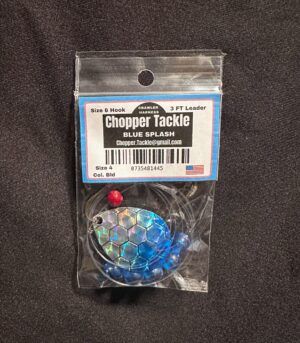 CRAWLER
HARNESS
Size 6 Hook
3 FT Leader
Chopper Tackle
BLUE SPLASH
Chopper.Tackle@gmail.com
Size 4
Col. Bld
0735481445